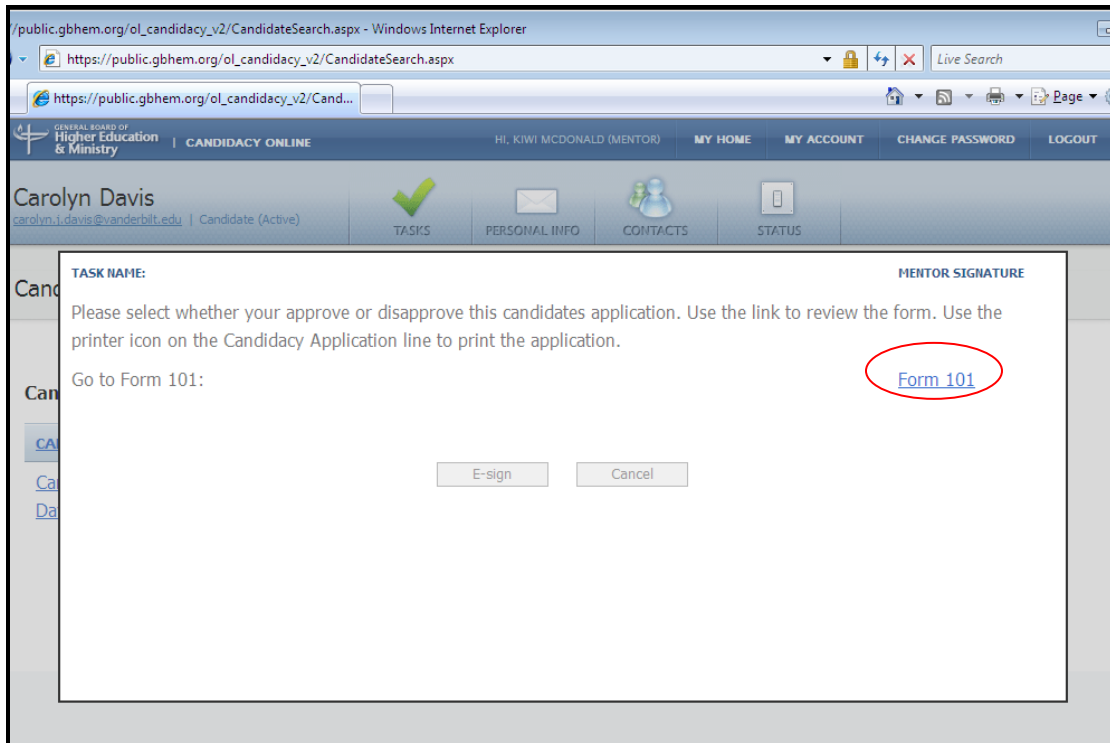 /public.gbhem.org/ol_candidacy_v2/CandidateSearch.aspx - Windows Internet Explorer
https://public.gbhem.org/ol_candidacy_v2/CandidateSearch.aspx
Live Search
https://public.gbhem.org/ol_candidacy_v2/Cand...
Page
GENERAL BOARD OF
Higher Education
& Ministry
| CANDIDACY ONLINE
HI, KIWI MCDONALD (MENTOR)
MY HOME
MY ACCOUNT
CHANGE PASSWORD
LOGOUT
Carolyn Davis
carolyn.j.davis@vanderbilt.edu | Candidate (Active)
TASKS
PERSONAL INFO
CONTACTS
STATUS
TASK NAME:
MENTOR SIGNATURE
Cand
Please select whether your approve or disapprove this candidates application. Use the link to review the form. Use the
printer icon on the Candidacy Application line to print the application.
Go to Form 101:
Form 101
Can
CA
Ca
Da
E-sign
Cancel